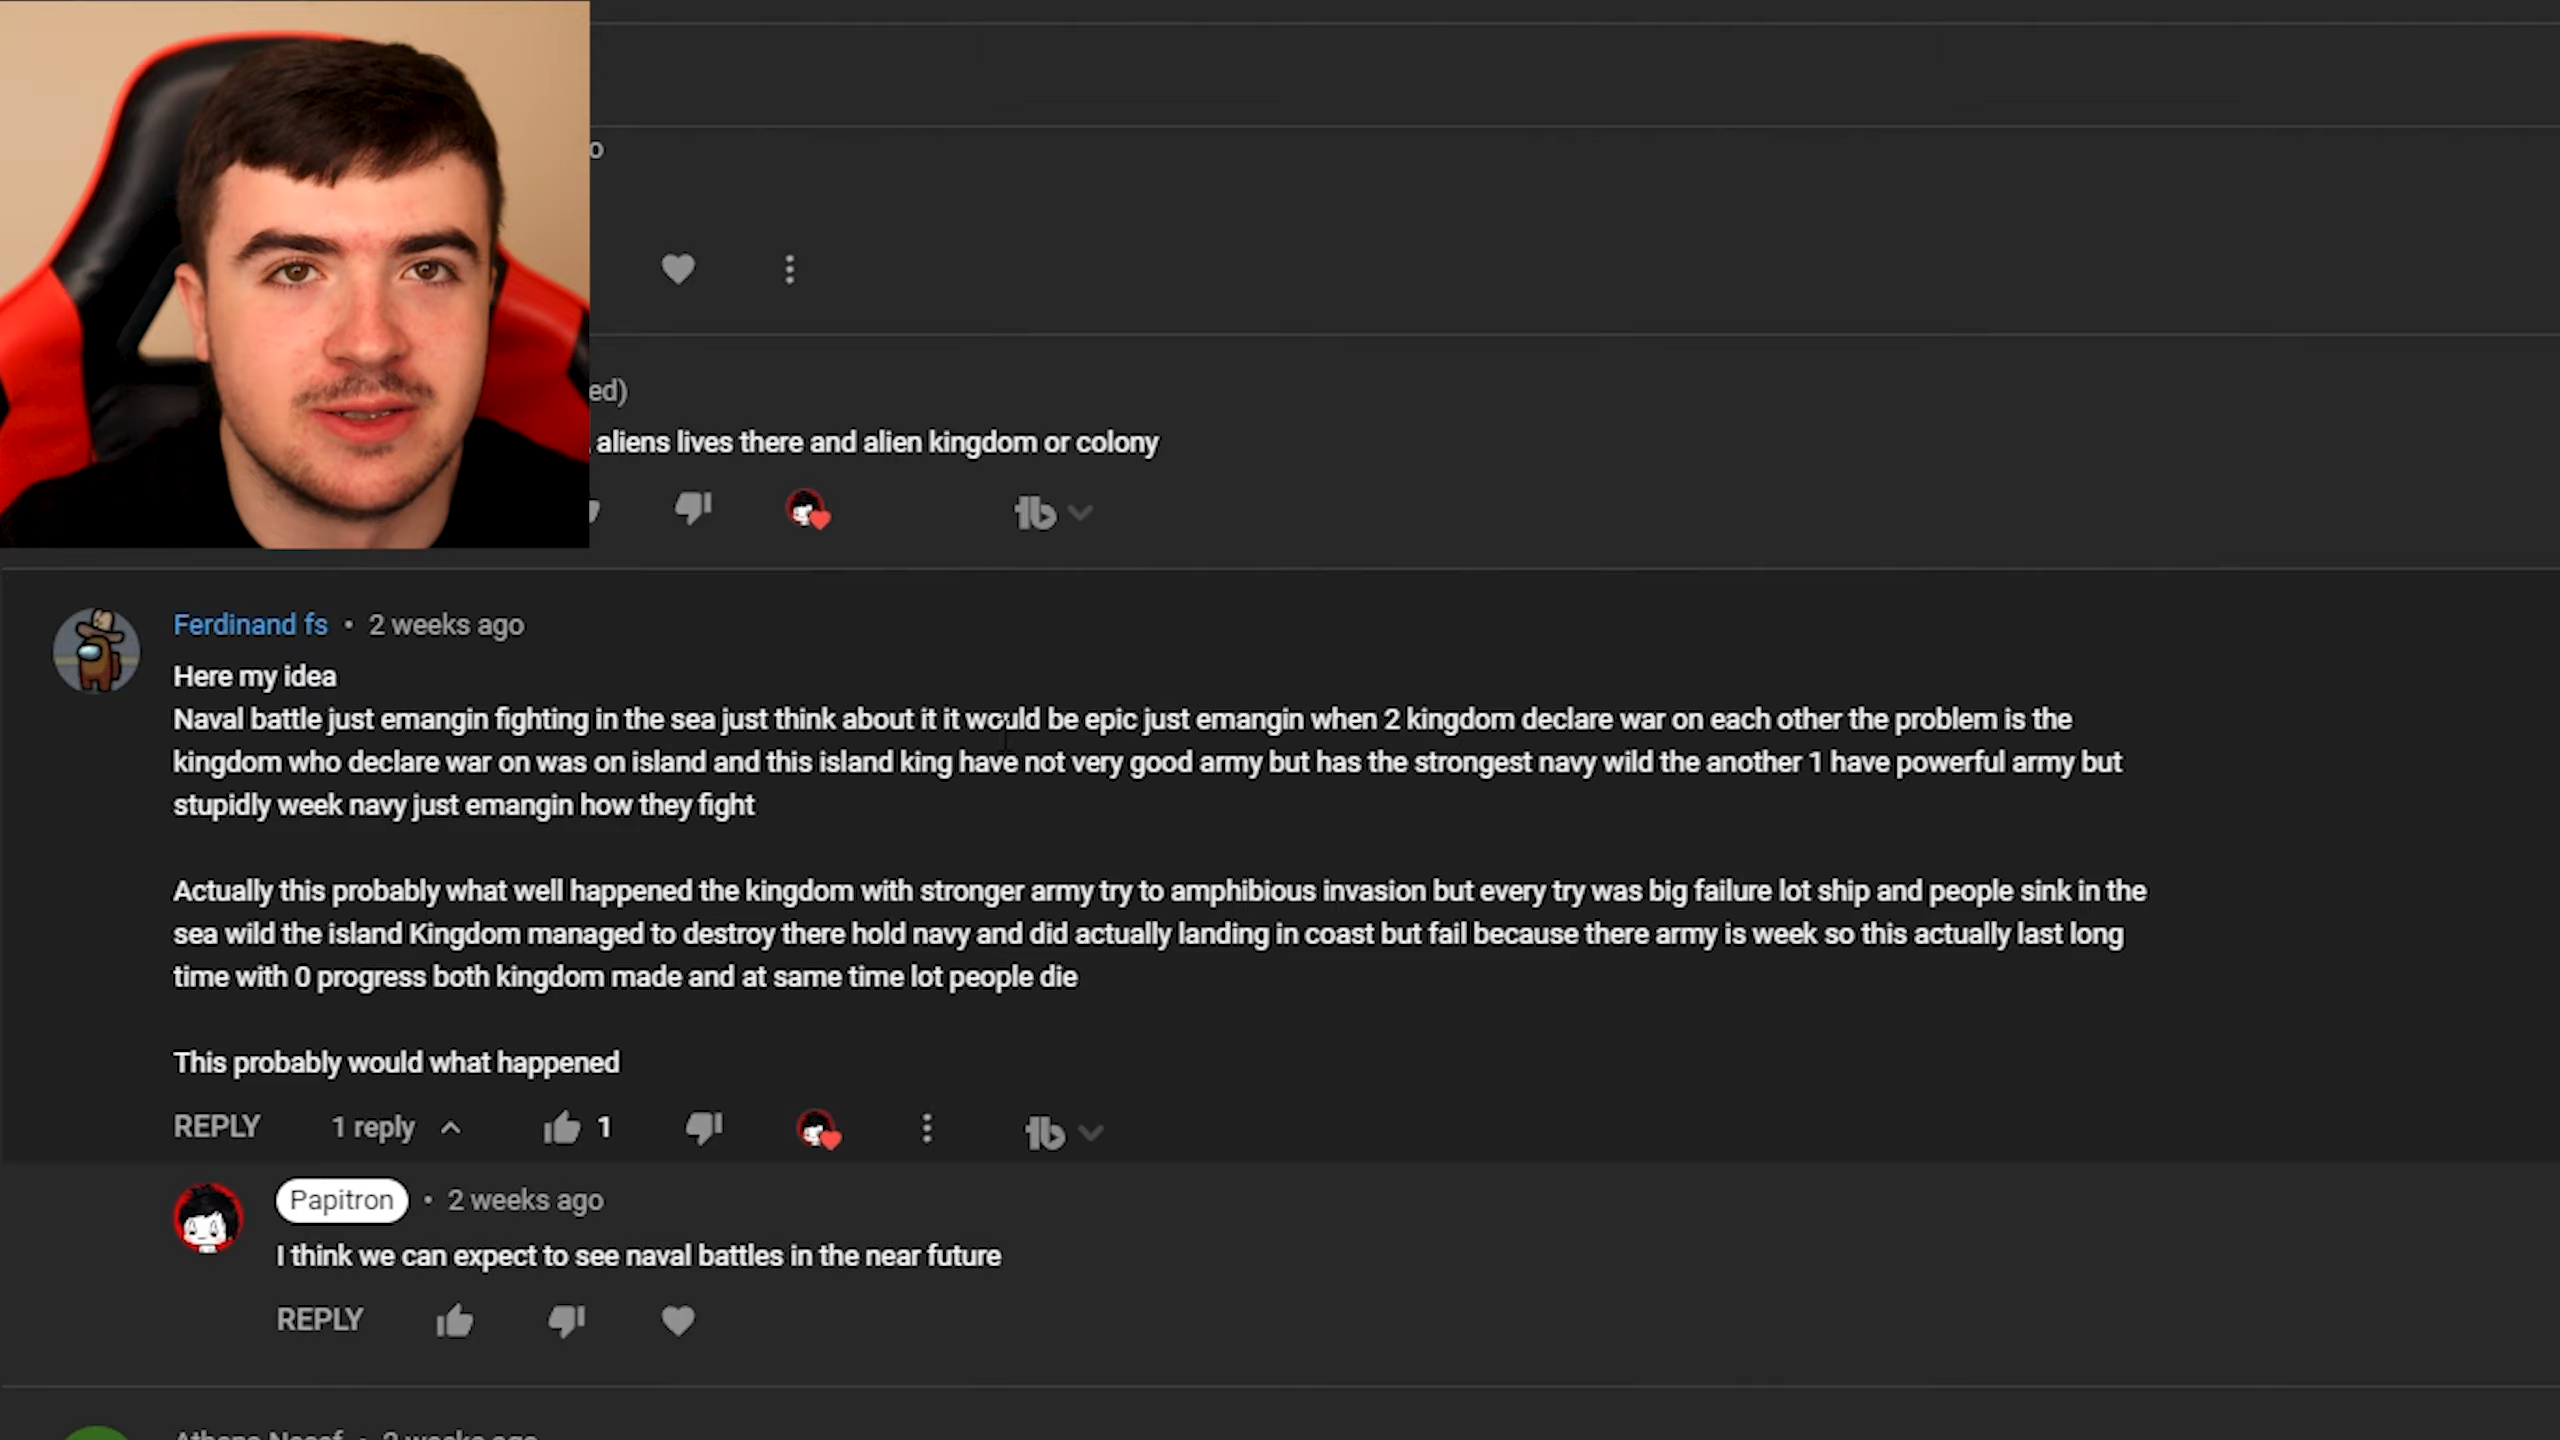 o
ed)
aliens lives there and alien kingdom or colony
Ferdinand fs • 2 weeks ago
Here my idea
Naval battle just emangin fighting in the sea just think about it it would be epic just emangin when 2 kingdom declare war on each other the problem is the
kingdom who declare war on was on island and this island king have not very good army but has the strongest navy wild the another 1 have powerful army but
stupidly week navy just emangin how they fight
Actually this probably what well happened the kingdom with stronger army try to amphibious invasion but every try was big failure lot ship and people sink in the
sea wild the island Kingdom managed to destroy there hold navy and did actually landing in coast but fail because there army is week so this actually last long
time with 0 progress both kingdom made and at same time lot people die
This probably would what happened
REPLY 1 reply 1
Papitron • 2 weeks ago
I think we can expect to see naval battles in the near future
REPLY